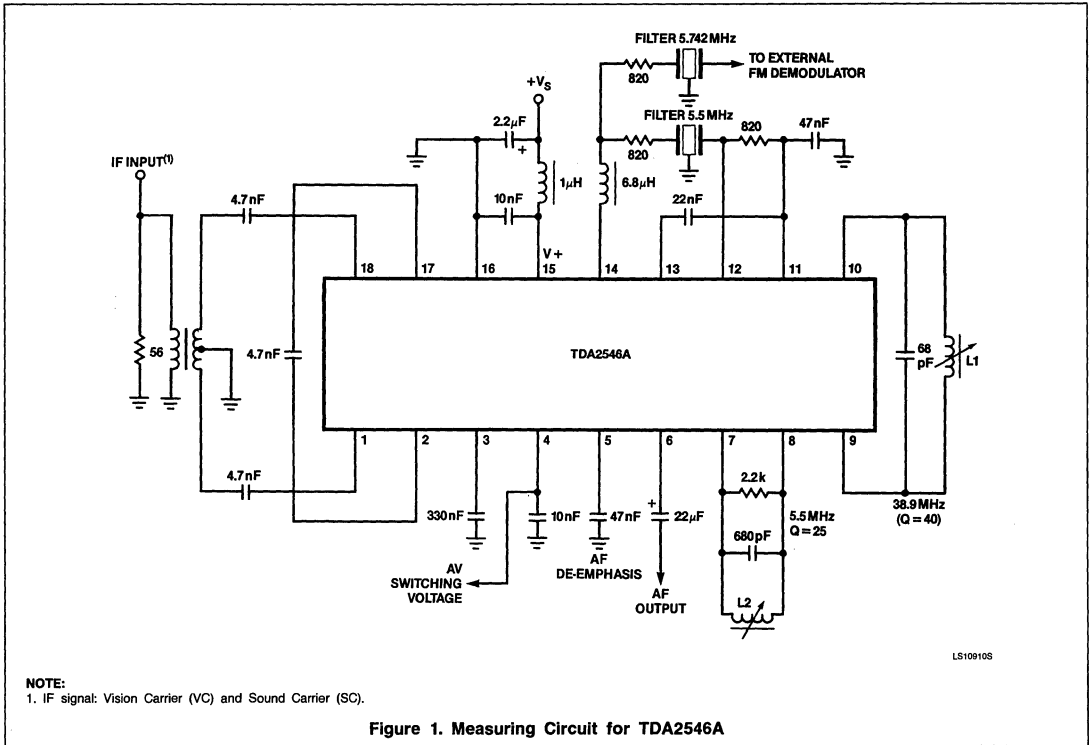 FILTER 5.742 MHz
TO EXTERNAL
FM DEMODULATOR
820
+VS
FILTER 5.5 MHz
2.2µF
+
820
47nF
820
IF INPUT(1)
1µH
6.8µH
4.7nF
10nF
22nF
V+
18
17
16
15
14
13
12
11
10
56
4.7nF
TDA2546A
68
pF
L1
1
2
3
4
5
6
7
8
9
4.7nF
2.2k
38.9MHz
(Q=40)
330nF
10nF
47nF
+
22µF
5.5MHz
Q=25
680pF
AF
DE-EMPHASIS
AV
SWITCHING
VOLTAGE
AF
OUTPUT
L2
LS10910S
NOTE:
1. IF signal: Vision Carrier (VC) and Sound Carrier (SC).
Figure 1. Measuring Circuit for TDA2546A